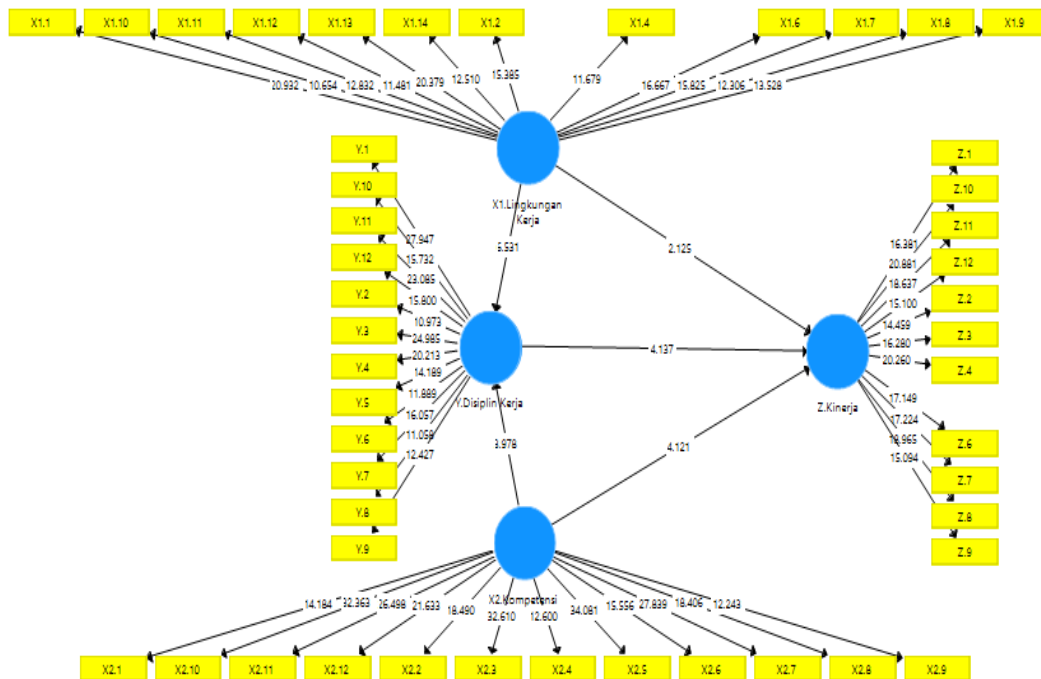 X1.1 X1.10 X1.11 X1.12 X1.13 X1.14 X1.2 X1.4 X1.6 X1.7 X1.8 X1.9
20.932 10.654 12.832 11.481 20.379 12.510 15.385 11.679 16.667 15.825 12.306 13.528
X1.Lingkungan
Kerja
2.125
Y.1
Y.10
Y.11
Y.12
Y.2
Y.3
Y.4
Y.5
Y.6
Y.7
Y.8
Y.9
27.947
15.732
23.085
15.800
10.973
24.985
20.213
14.189
11.889
16.057
11.058
12.427
Y.Disiplin Kerja
4.137
Z.Kinerja
16.381
20.881
18.637
15.100
14.459
16.280
20.260
17.149
17.224
15.094
Z.1
Z.10
Z.11
Z.12
Z.2
Z.3
Z.4
Z.6
Z.7
Z.8
Z.9
4.121
X2.Kompetensi
14.184 32.363 26.498 21.633 18.490 32.610 12.600 34.081 15.556 27.839 18.406 12.243
X2.1 X2.10 X2.11 X2.12 X2.2 X2.3 X2.4 X2.5 X2.6 X2.7 X2.8 X2.9